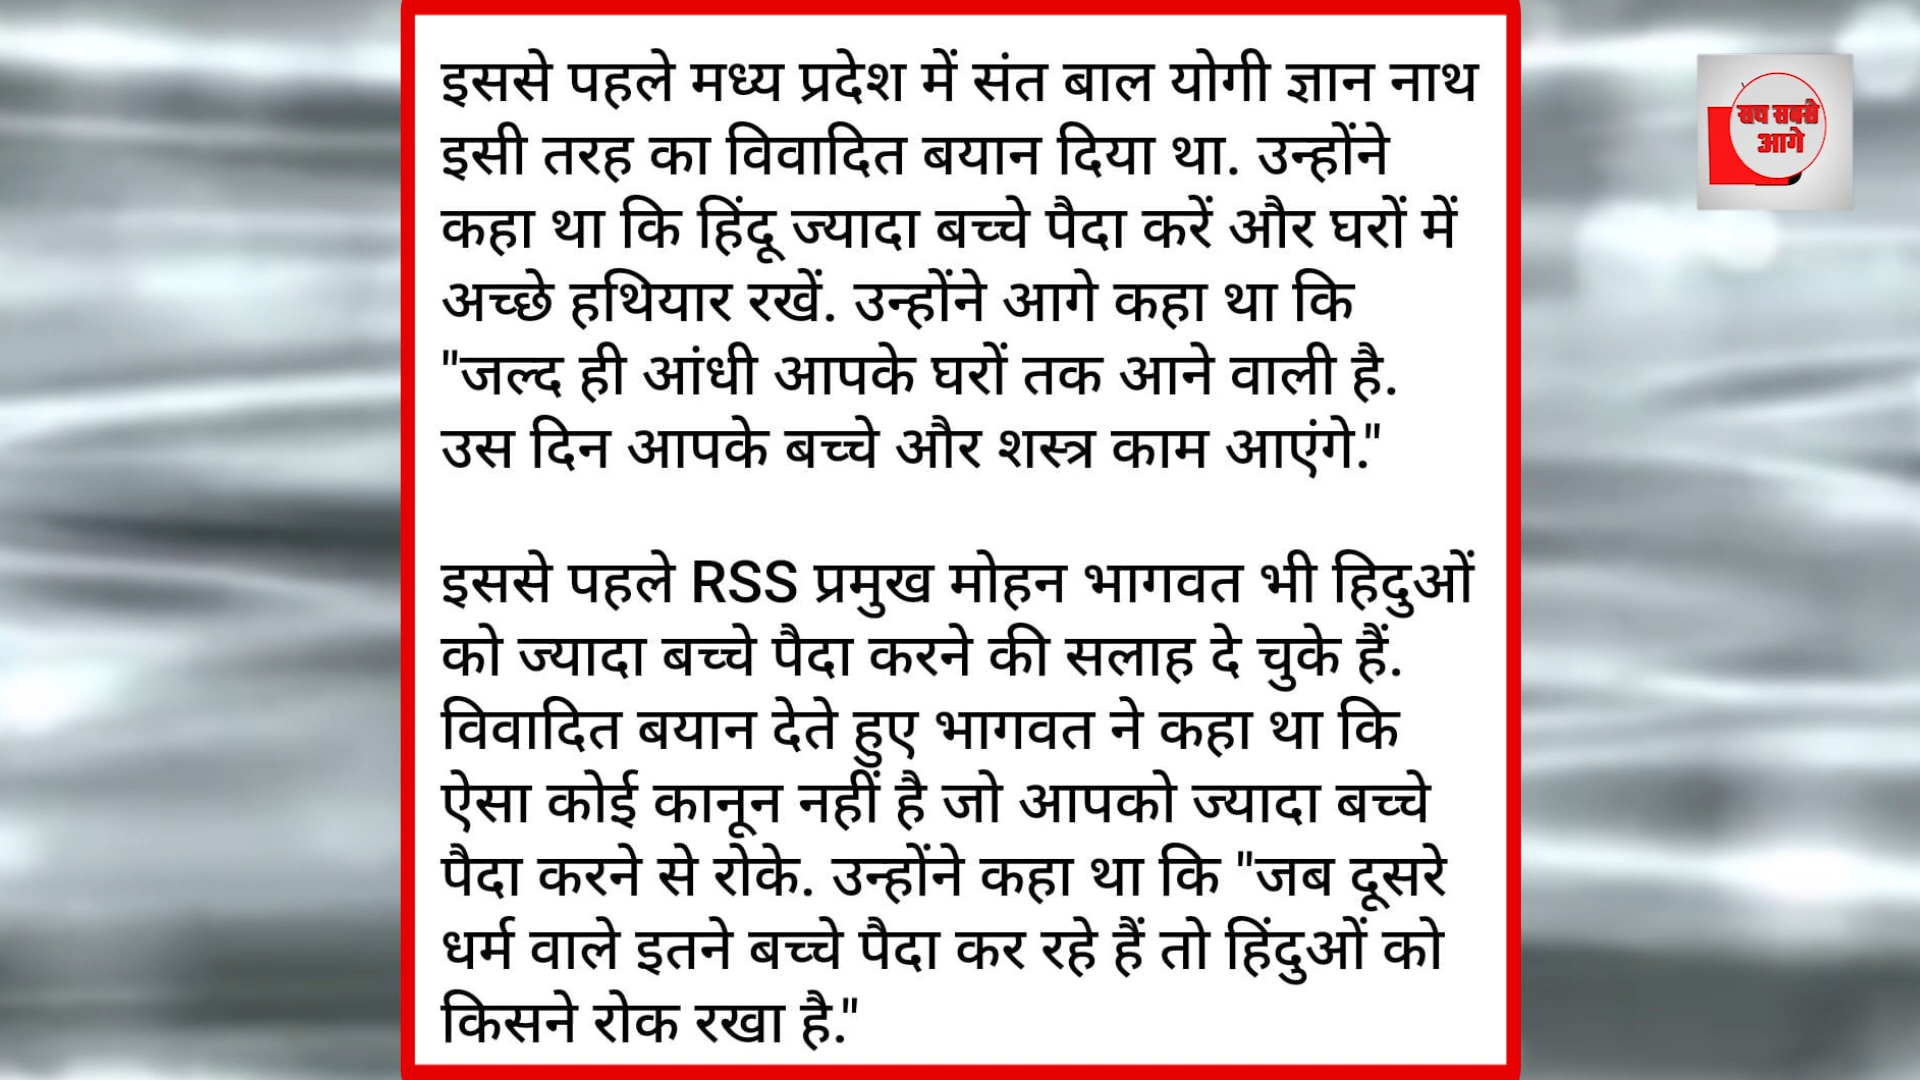 इससे पहले मध्य प्रदेश में संत बाल योगी ज्ञान नाथ
इसी तरह का विवादित बयान दिया था. उन्होंने
कहा था कि हिंदू ज्यादा बच्चे पैदा करें और घरों में
अच्छे हथियार रखें. उन्होंने आगे कहा था कि
"जल्द ही आंधी आपके घरों तक आने वाली है.
उस दिन आपके बच्चे और शस्त्र काम आएंगे."
इससे पहले RSS प्रमुख मोहन भागवत भी हिदुओं
को ज्यादा बच्चे पैदा करने की सलाह दे चुके हैं.
विवादित बयान देते हुए भागवत ने कहा था कि
ऐसा कोई कानून नहीं है जो आपको ज्यादा बच्चे
पैदा करने से रोके. उन्होंने कहा था कि "जब दूसरे
धर्म वाले इतने बच्चे पैदा कर रहे हैं तो हिंदुओं को
किसने रोक रखा है."
सच सबसे
आगे